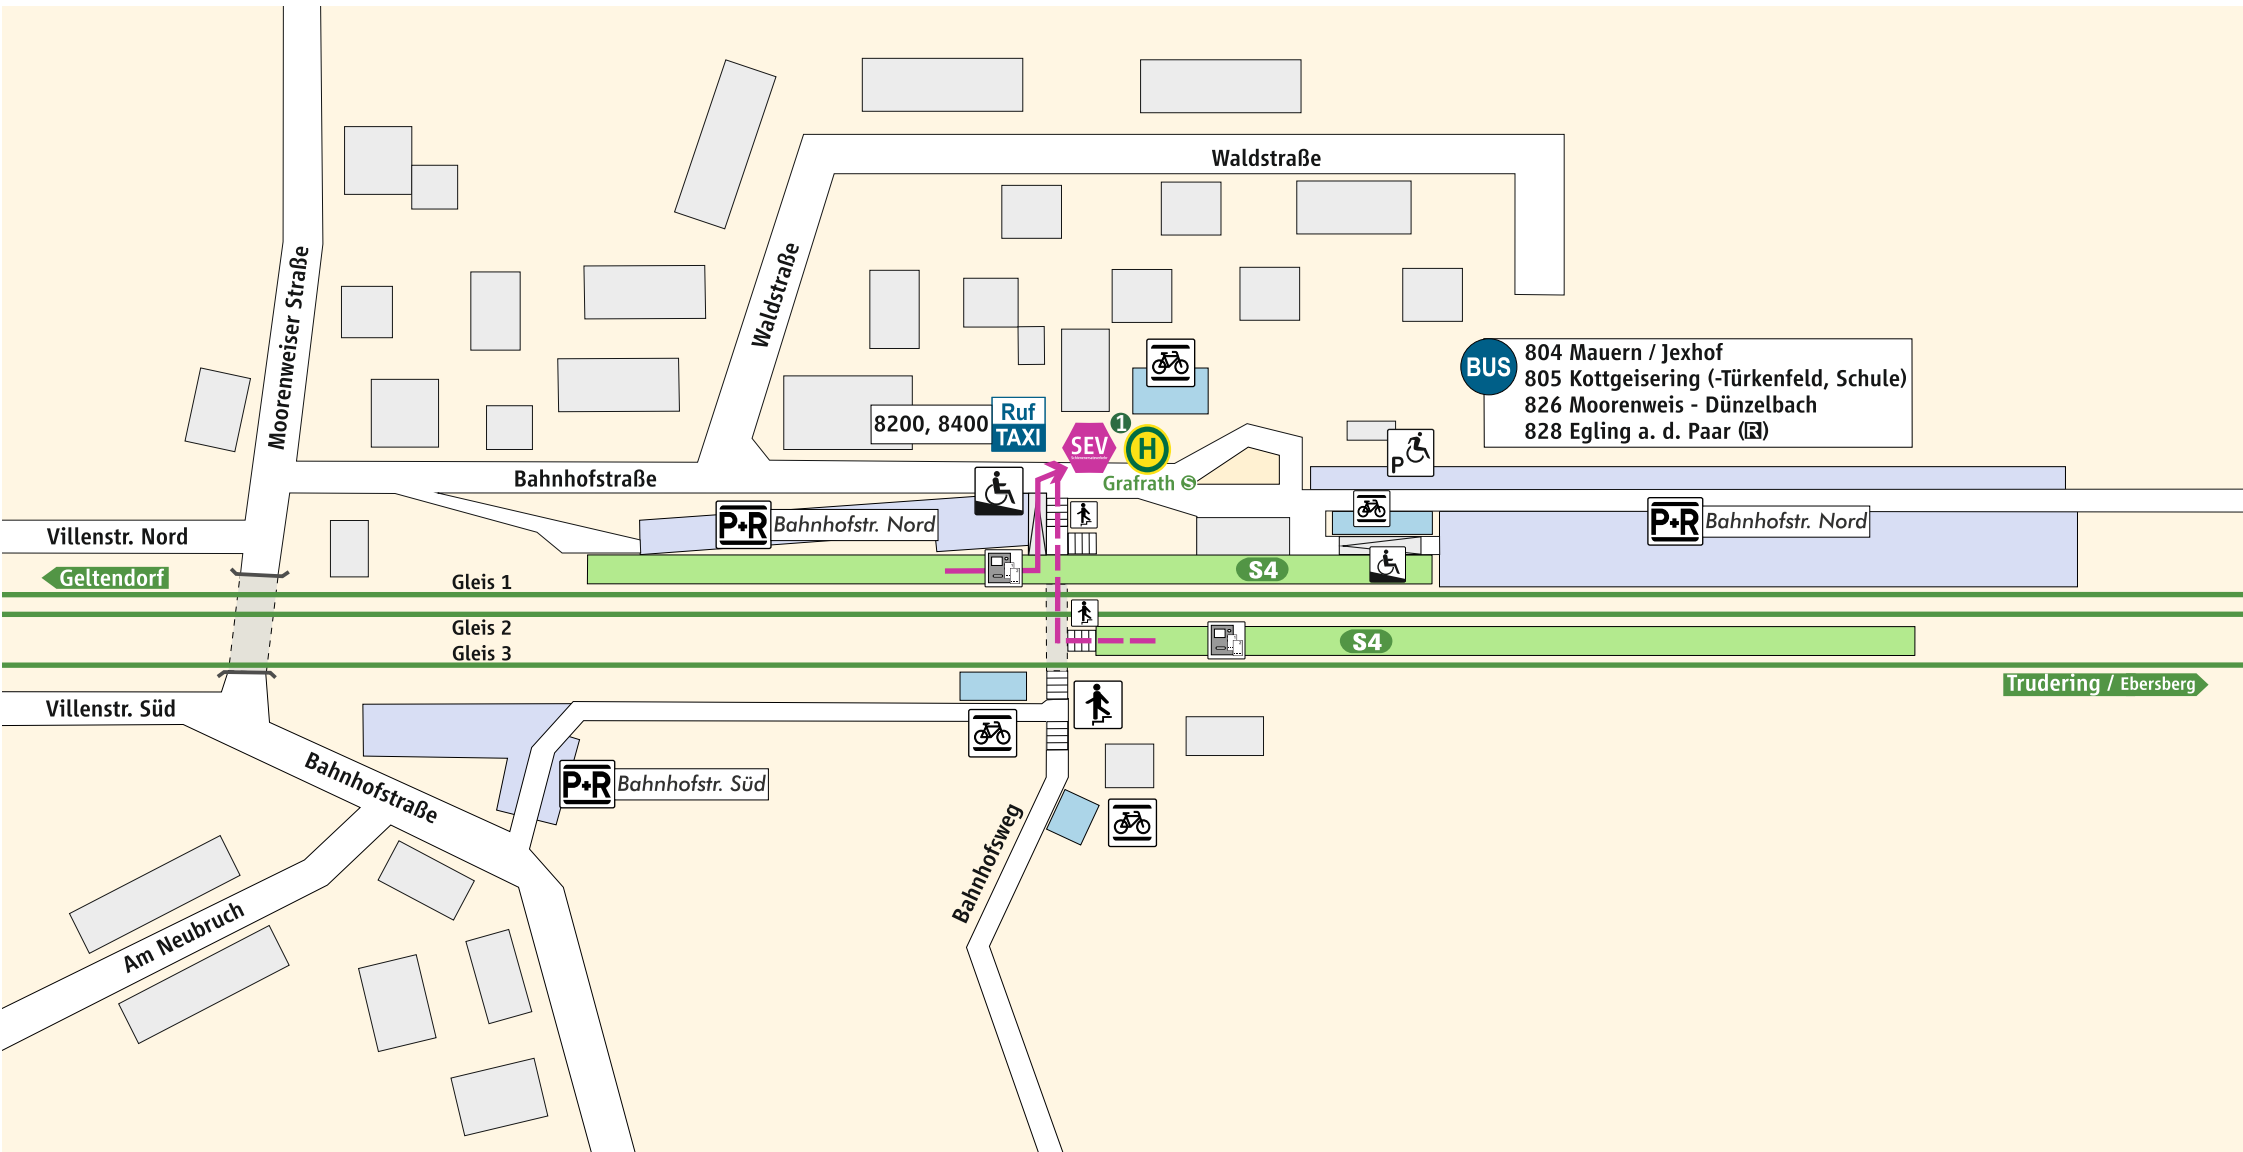 Waldstraße
Waldstraße
Moorenweiser Straße
BUS
804 Mauern / Jexhof
805 Kottgeisering (-Türkenfeld, Schule)
826 Moorenweis - Dünzelbach
828 Egling a. d. Paar (R)
8200, 8400
Ruf
TAXI
SEV
1
H
Grafrath S
P
Bahnhofstraße
P+R Bahnhofstr. Nord
P+R Bahnhofstr. Nord
Villenstr. Nord
Geltendorf
Gleis 1
S4
Gleis 2
S4
Gleis 3
Trudering / Ebersberg
Villenstr. Süd
Bahnhofstraße
P+R Bahnhofstr. Süd
Bahnhofsweg
Am Neubruch